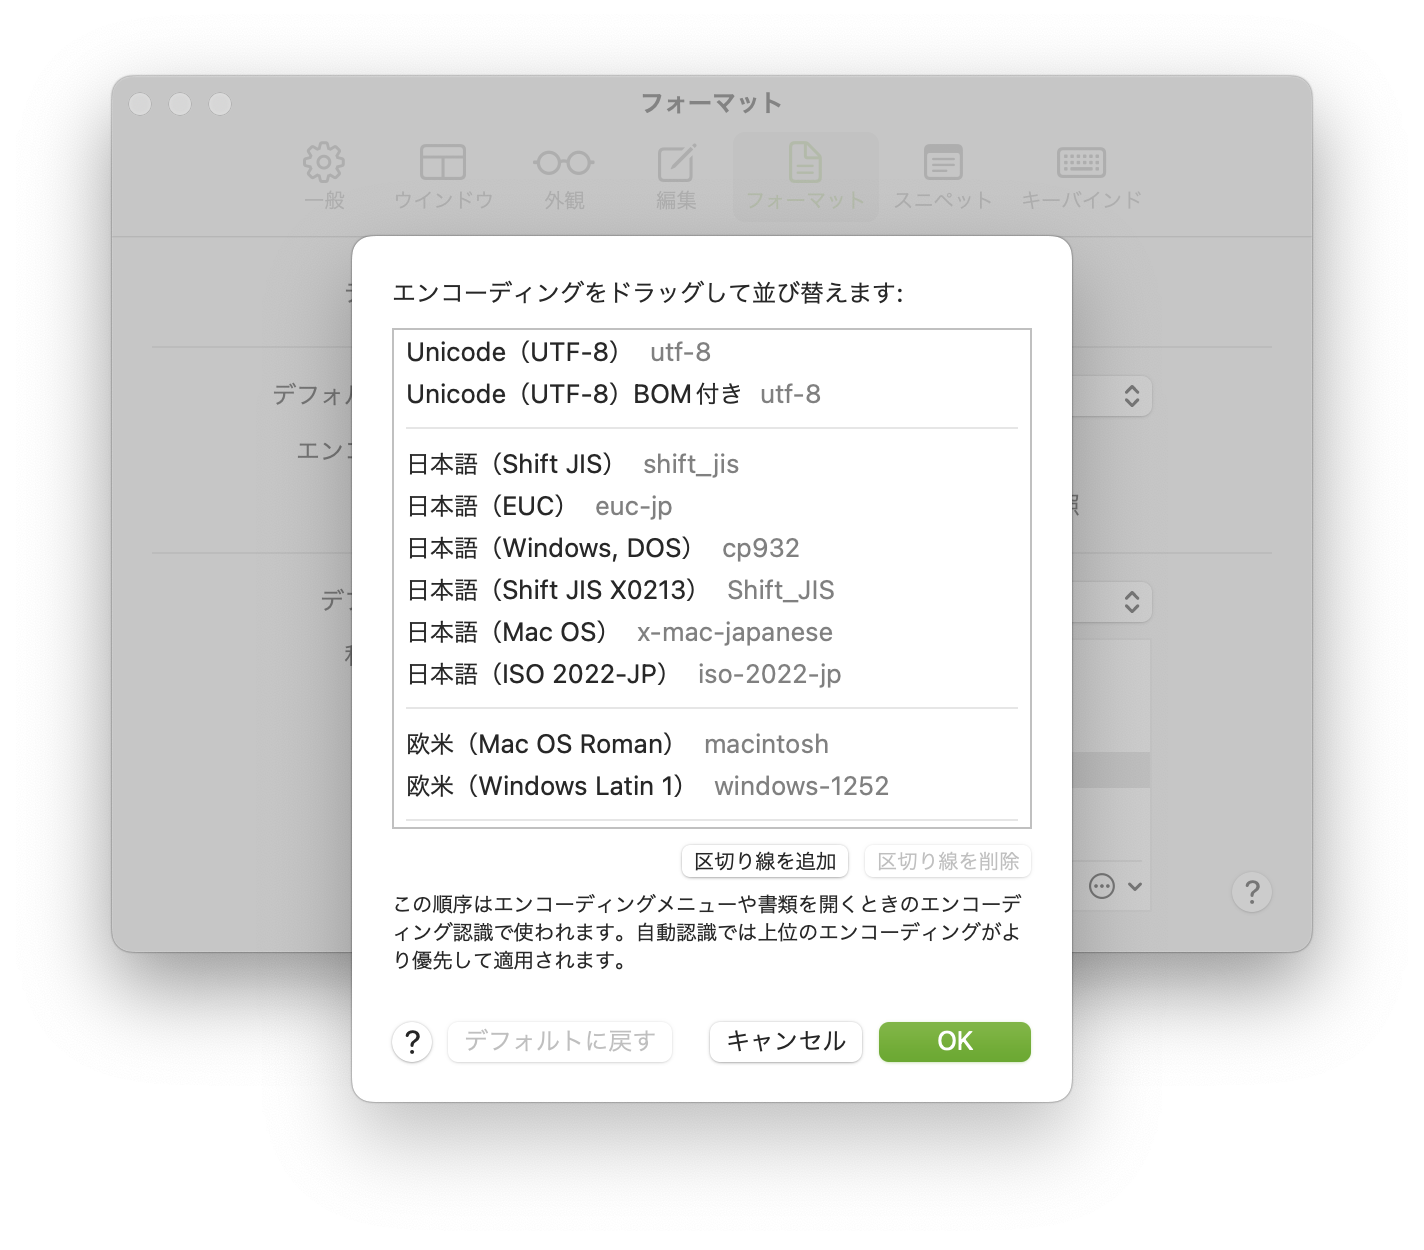 フォーマット
一般
ウインドウ
外観
編集
フォーマット
スニペット
キーバインド
エンコーディングをドラッグして並び替えます:
デフォル
エンコ
照
Unicode（UTF-8） utf-8
Unicode（UTF-8）BOM付き utf-8
日本語（Shift JIS） shift_jis
日本語（EUC） euc-jp
日本語（Windows, DOS） cp932
日本語（Shift JIS X0213） Shift_JIS
日本語（Mac OS） x-mac-japanese
日本語（ISO 2022-JP） iso-2022-jp
欧米（Mac OS Roman） macintosh
欧米（Windows Latin 1） windows-1252
区切り線を追加
区切り線を削除
この順序はエンコーディングメニューや書類を開くときのエンコーデ
ィング認識で使われます。自動認識では上位のエンコーディングがよ
り優先して適用されます。
?
?
デフォルトに戻す
キャンセル
OK